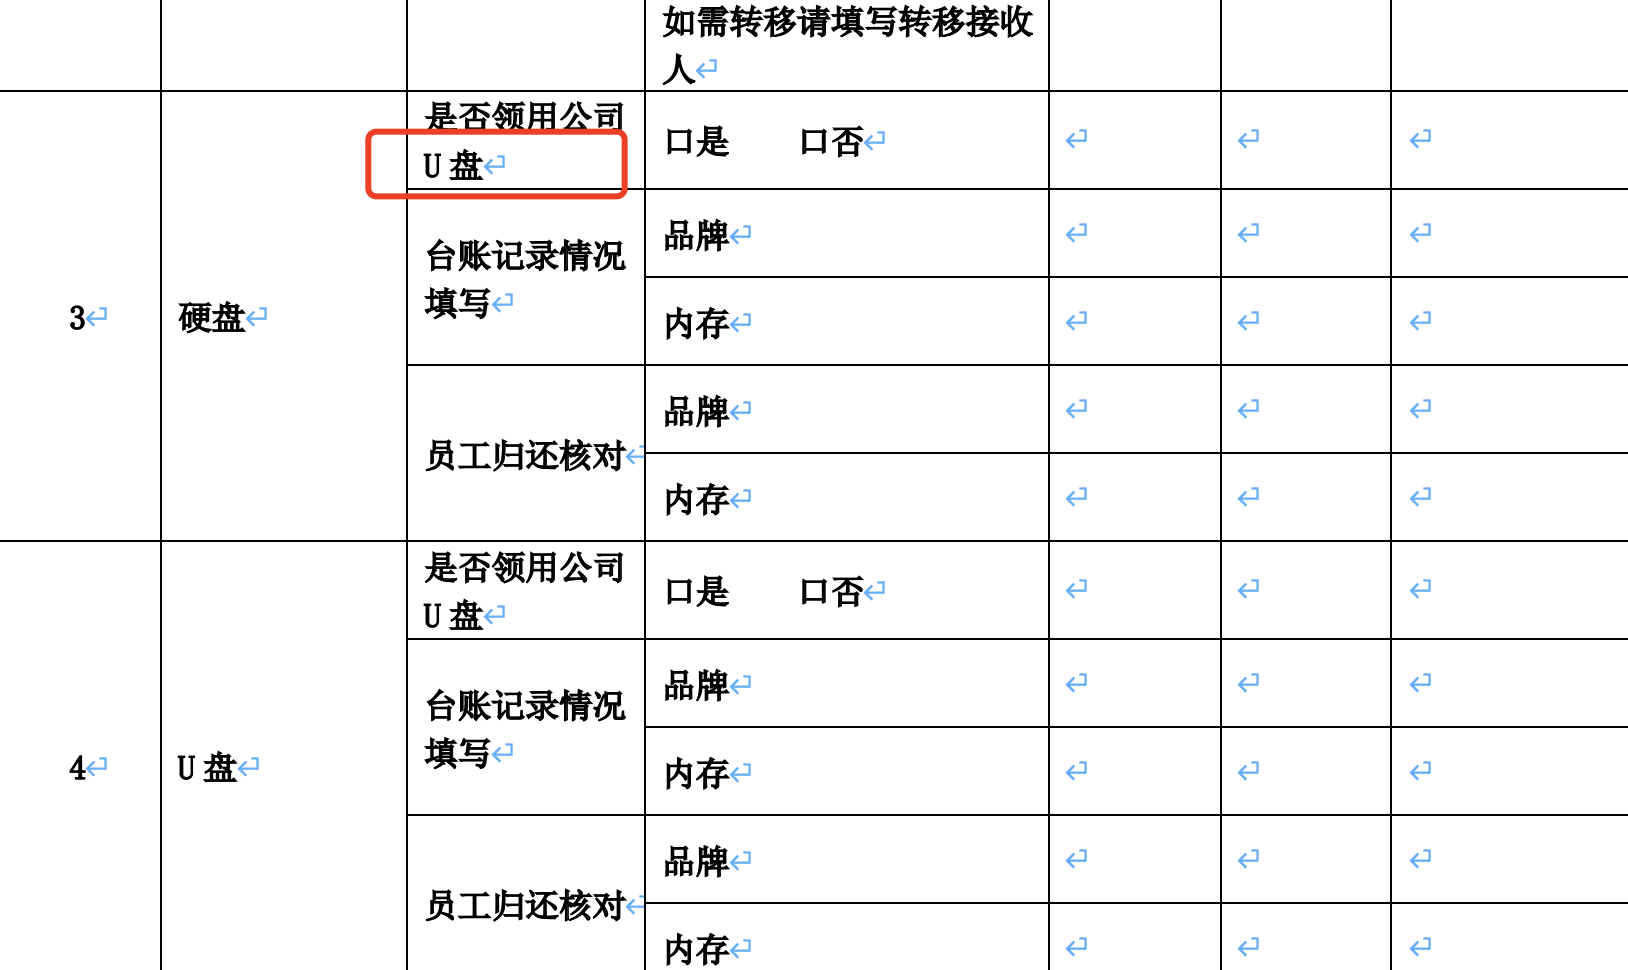 如需转移请填写转移接收
人
3
硬盘
是否领用公司
U 盘
口是 口否
台账记录情况
填写
品牌
内存
员工归还核对
品牌
内存
4
U 盘
是否领用公司
U 盘
口是 口否
台账记录情况
填写
品牌
内存
员工归还核对
品牌
内存